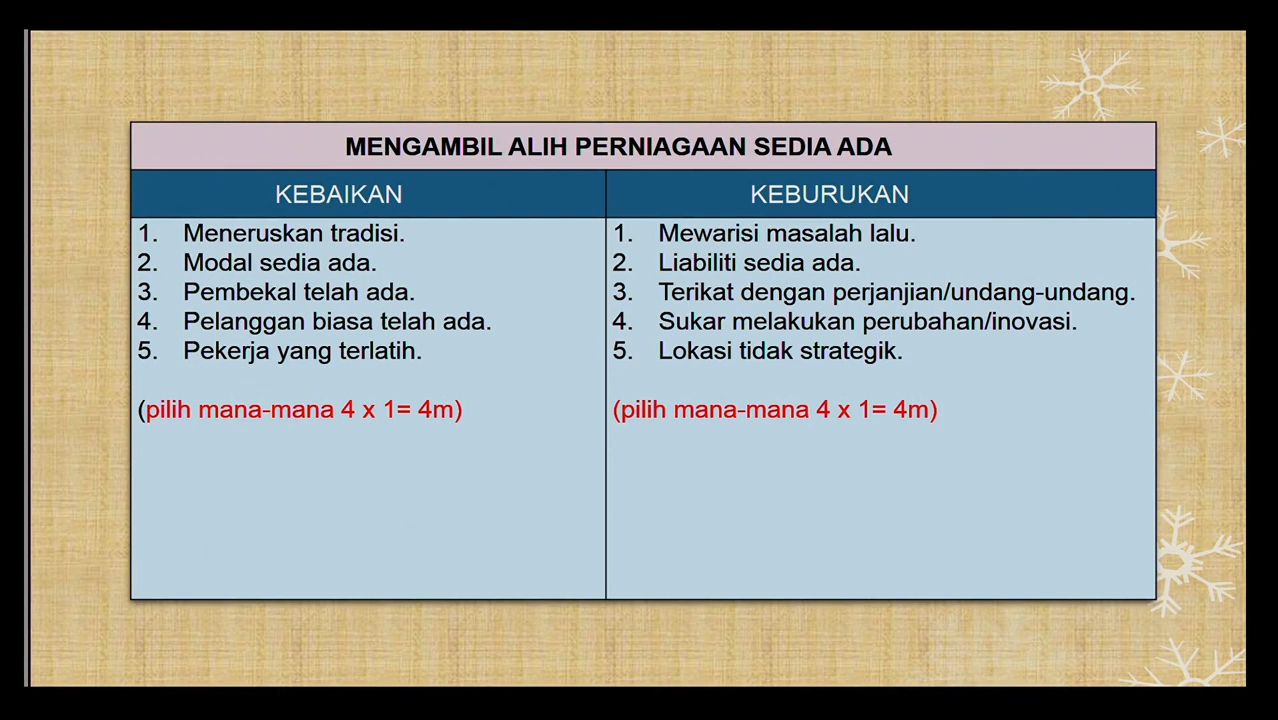 MENGAMBIL ALIH PERNIAGAAN SEDIA ADA
KEBAIKAN
1. Meneruskan tradisi.
2. Modal sedia ada.
3. Pembekal telah ada.
4. Pelanggan biasa telah ada.
5. Pekerja yang terlatih.
(pilih mana-mana 4 x 1= 4m)
KEBURUKAN
1. Mewarisi masalah lalu.
2. Liabiliti sedia ada.
3. Terikat dengan perjanjian/undang-undang.
4. Sukar melakukan perubahan/inovasi.
5. Lokasi tidak strategik.
(pilih mana-mana 4 x 1= 4m)